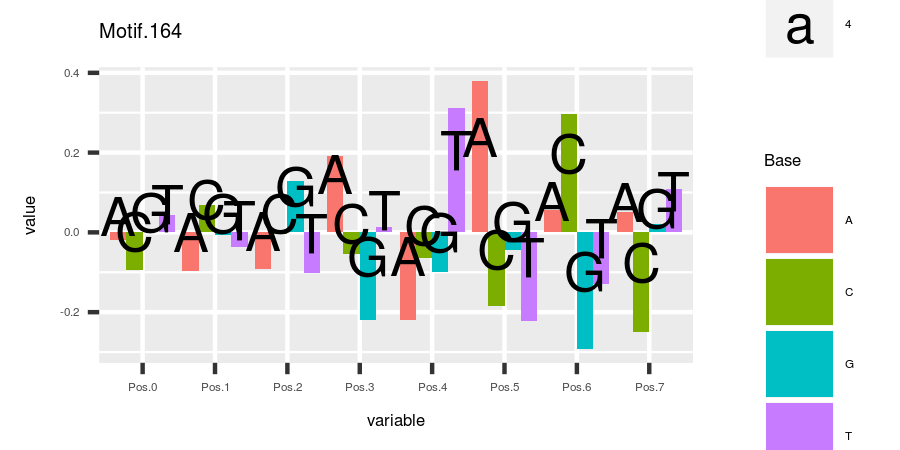 Motif.164
a 4
0.4
0.2
0.0
-0.2
value
A C G T A C G T A C G T A C G T A C G T A C G T A C G T A C G T
Pos.0 Pos.1 Pos.2 Pos.3 Pos.4 Pos.5 Pos.6 Pos.7
variable
Base
A
C
G
T